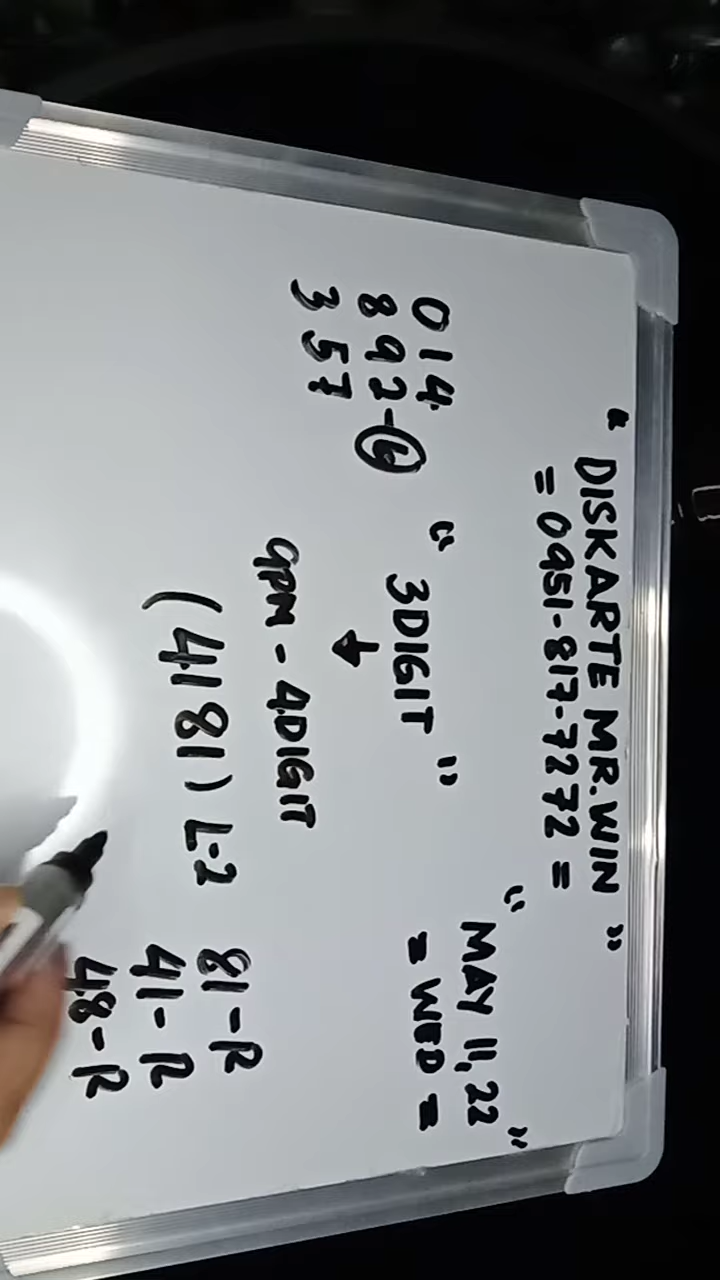 " DISKARTE MR. WIN "
= 0951-817-7272 =
" MAY 11, 22 "
= WED =
014
892-6
357
" 3DIGIT "
9PM - 4DIGIT
(4181) L-2
81-R
41-R
48-R